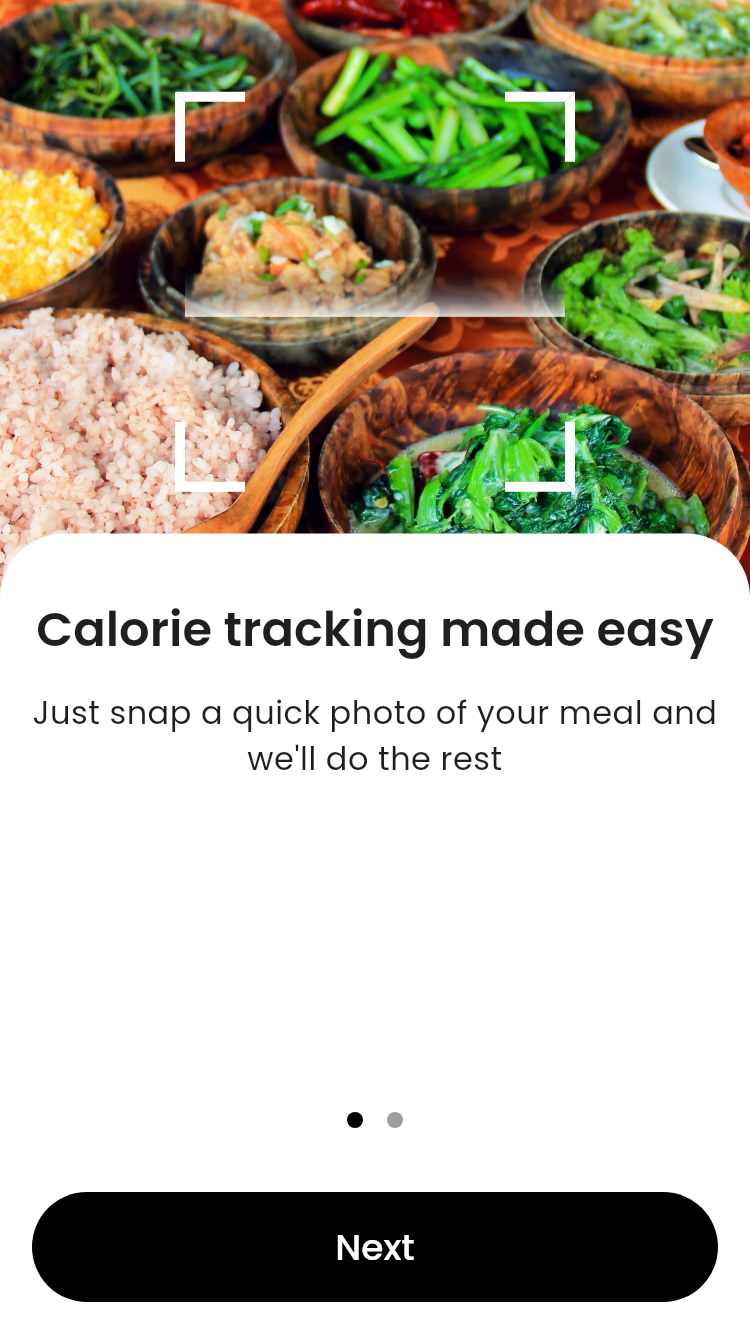 Calorie tracking made easy
Just snap a quick photo of your meal and
we'll do the rest
Next